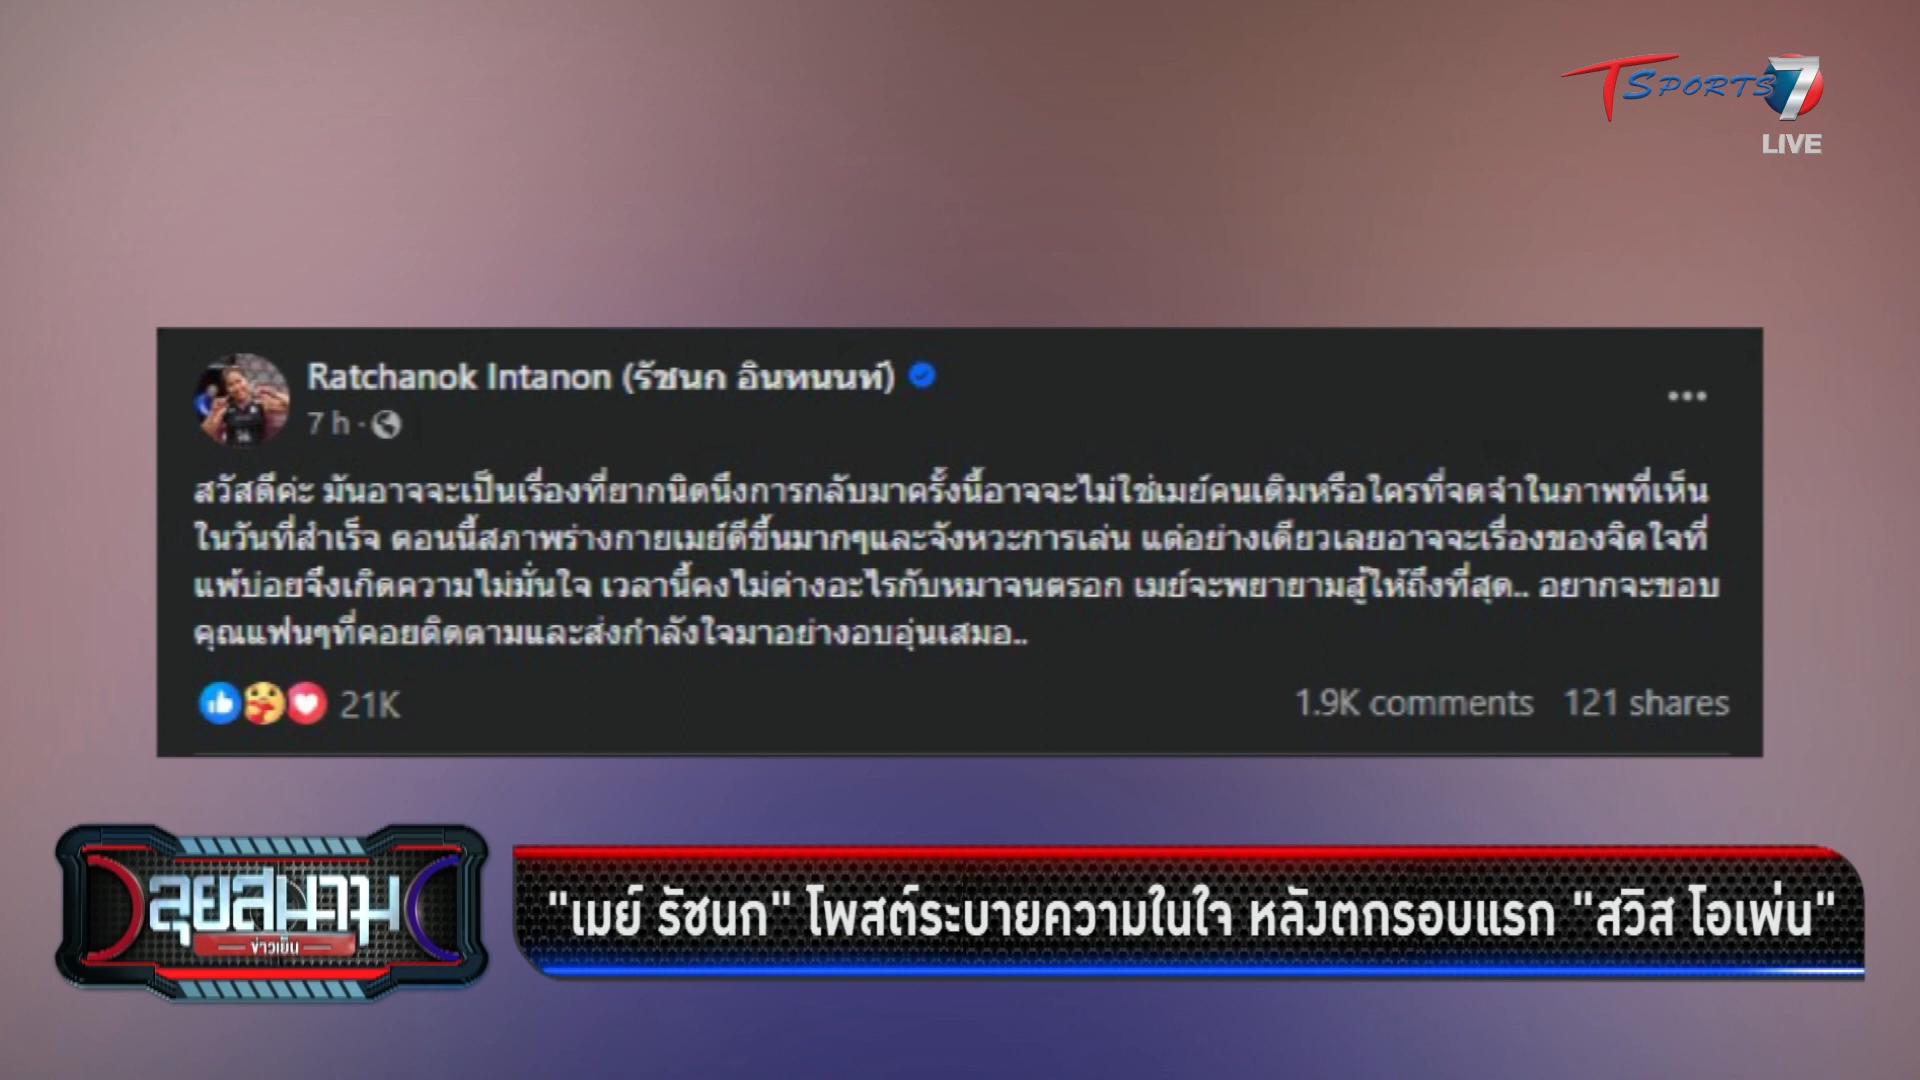 T SPORTS 7
LIVE
Ratchanok Intanon (รัชนก อินทนนท์)
7 h ·
สวัสดีค่ะ มันอาจจะเป็นเรื่องที่ยากนิดนึงการกลับมาครั้งนี้อาจจะไม่ใช่เมย์คนเดิมหรือใครที่จดจำในภาพที่เห็น
ในวันที่สำเร็จ ตอนนี้สภาพร่างกายเมย์ดีขึ้นมากๆและจังหวะการเล่น แต่อย่างเดียวเลยอาจจะเรื่องของจิตใจที่
แพ้บ่อยจึงเกิดความไม่มั่นใจ เวลานี้คงไม่ต่างอะไรกับหมาจนตรอก เมย์จะพยายามสู้ให้ถึงที่สุด.. อยากจะขอบ
คุณแฟนๆที่คอยติดตามและส่งกำลังใจมาอย่างอบอุ่นเสมอ..
21K 1.9K comments 121 shares
ลุยสนาม
ข่าวเย็น
"เมย์ รัชนก" โพสต์ระบายความในใจ หลังตกรอบแรก "สวิส โอเพ่น"